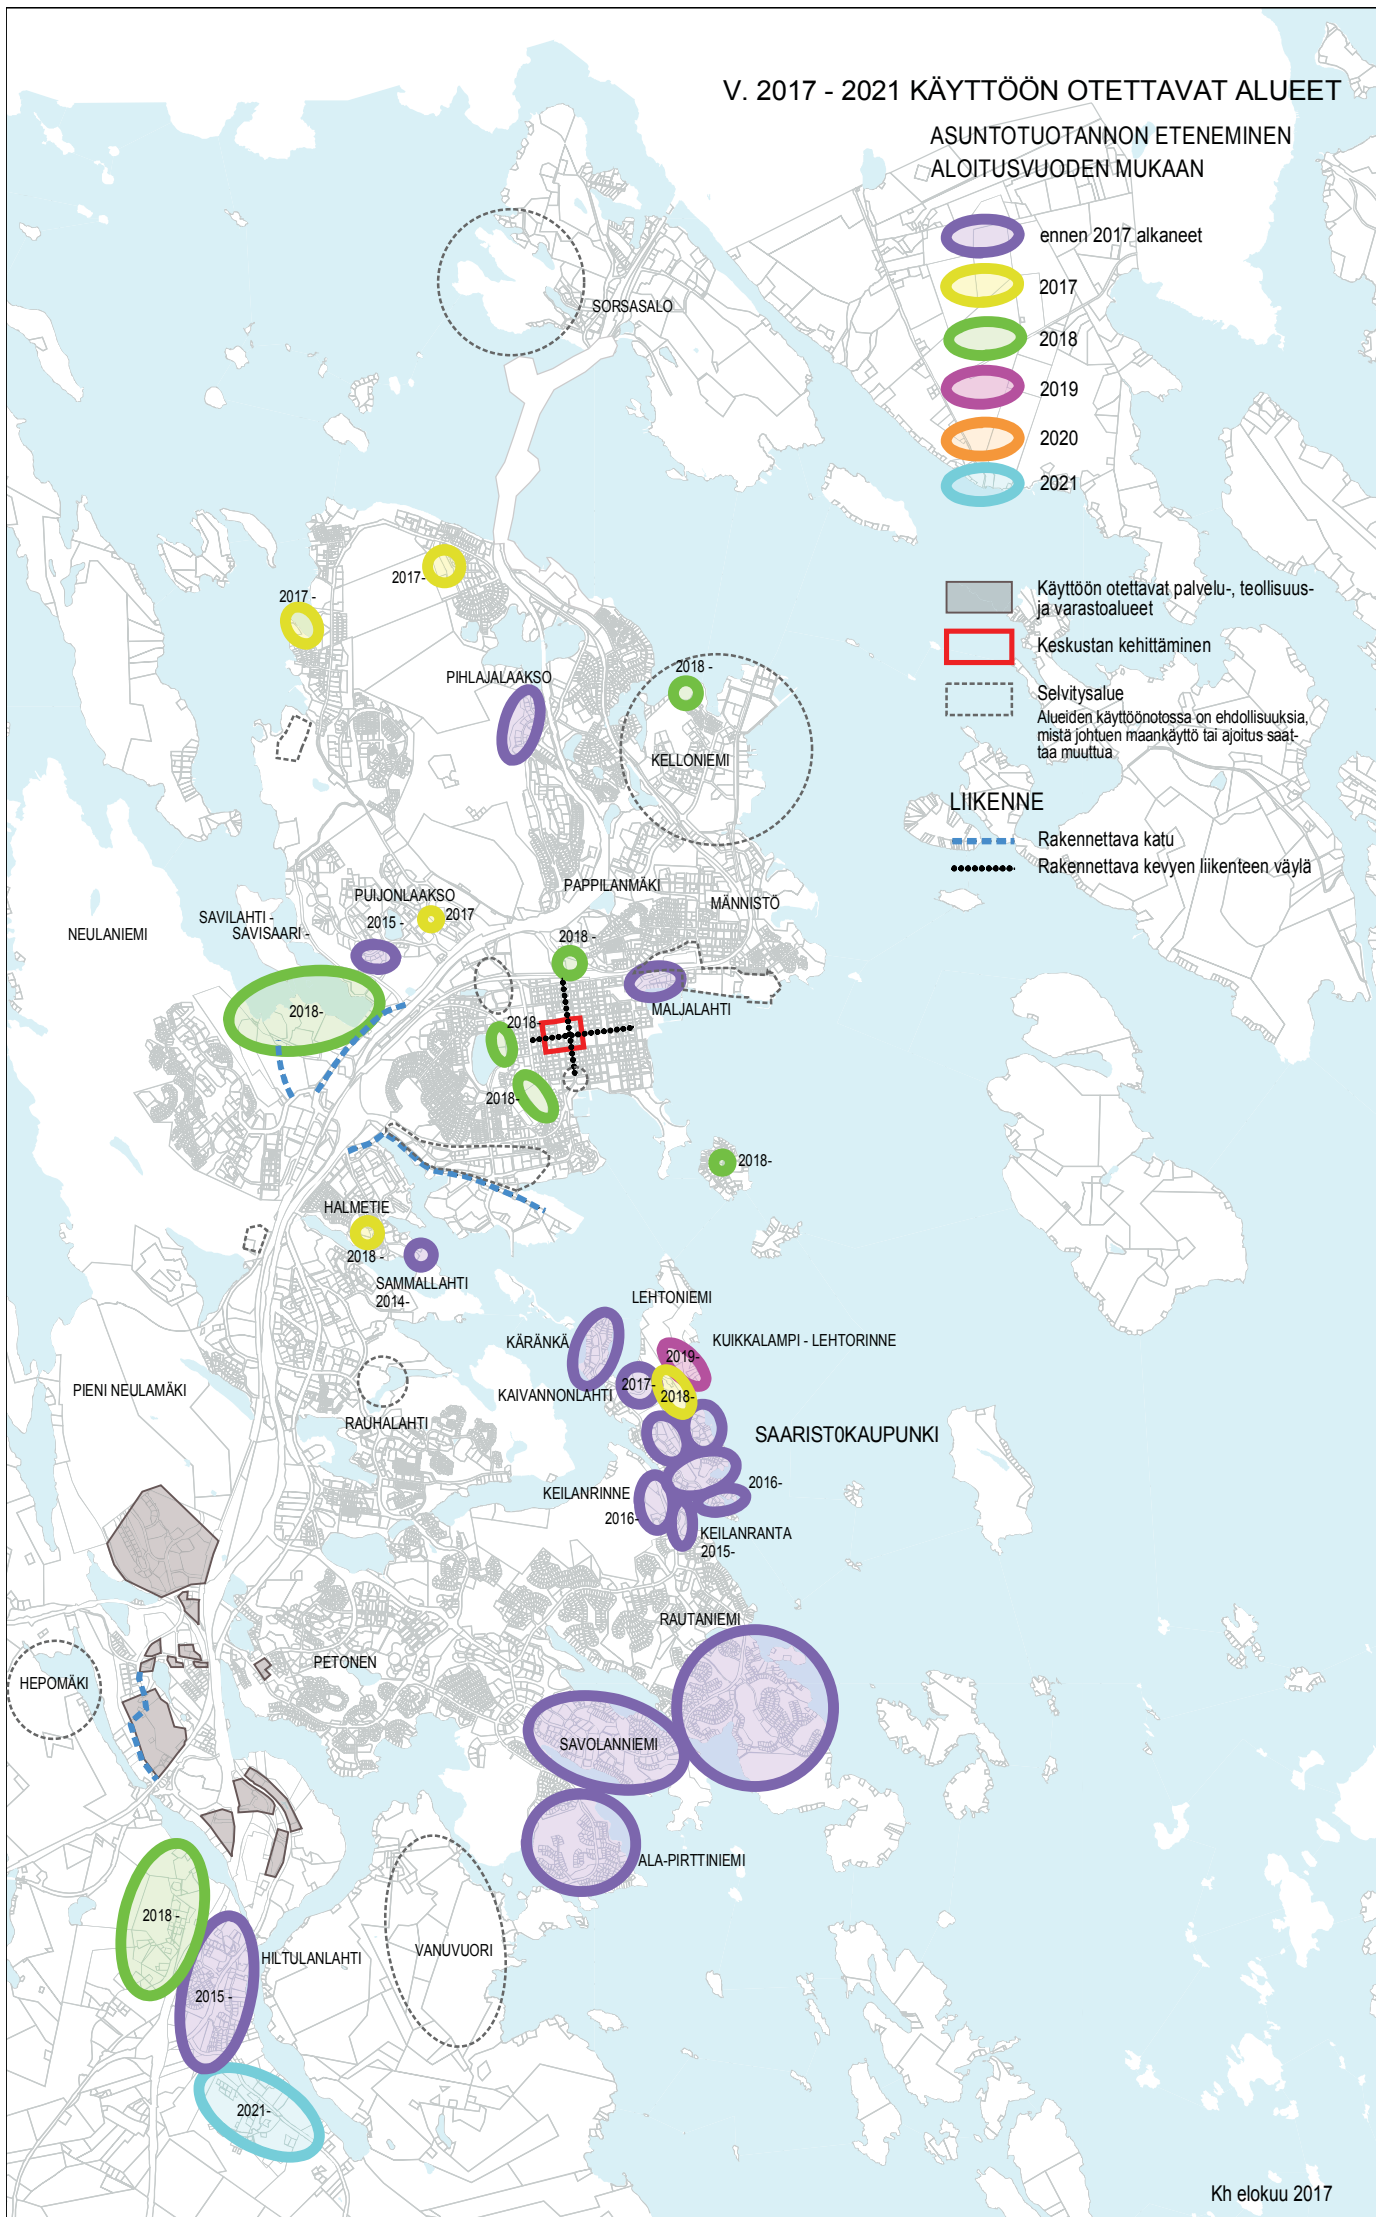 V. 2017 - 2021 KÄYTTÖÖN OTETTAVAT ALUEET
ASUNTOTUOTANNON ETENEMINEN
ALOITUSVUODEN MUKAAN
ennen 2017 alkaneet
2017
2018
2019
2020
2021
Käyttöön otettavat palvelu-, teollisuus-
ja varastoalueet
Keskustan kehittäminen
Selvitysalue
Alueiden käyttöönotossa on ehdollisuuksia,
mistä johtuen maankäyttö tai ajoitus saat-
taa muuttua
LIIKENNE
Rakennettava katu
Rakennettava kevyen liikenteen väylä
SORSASALO
2017-
2017 -
2018 -
PIHLAJALAAKSO
KELLONIEMI
PAPPILANMÄKI
PUIJONLAAKSO
MÄNNISTÖ
SAVILAHTI -
SAVISAARI -
2015 -
2017
NEULANIEMI
2018 -
2018-
MALJALAHTI
2018-
2018-
2018-
HALMETIE
2018 -
SAMMALLAHTI
2014-
LEHTONIEMI
KÄRÄNKÄ
KUIKKALAMPI - LEHTORINNE
2019-
2017-
KAIVANNONLAHTI
2018-
PIENI NEULAMÄKI
RAUHALAHTI
SAARISTOKAUPUNKI
2016-
KEILANRINNE
2016-
KEILANRANTA
2015-
RAUTANIEMI
PETONEN
HEPOMÄKI
SAVOLANNIEMI
ALA-PIRTTINIEMI
2018 -
VANUVUORI
HILTULANLAHTI
2015 -
2021-
Kh elokuu 2017